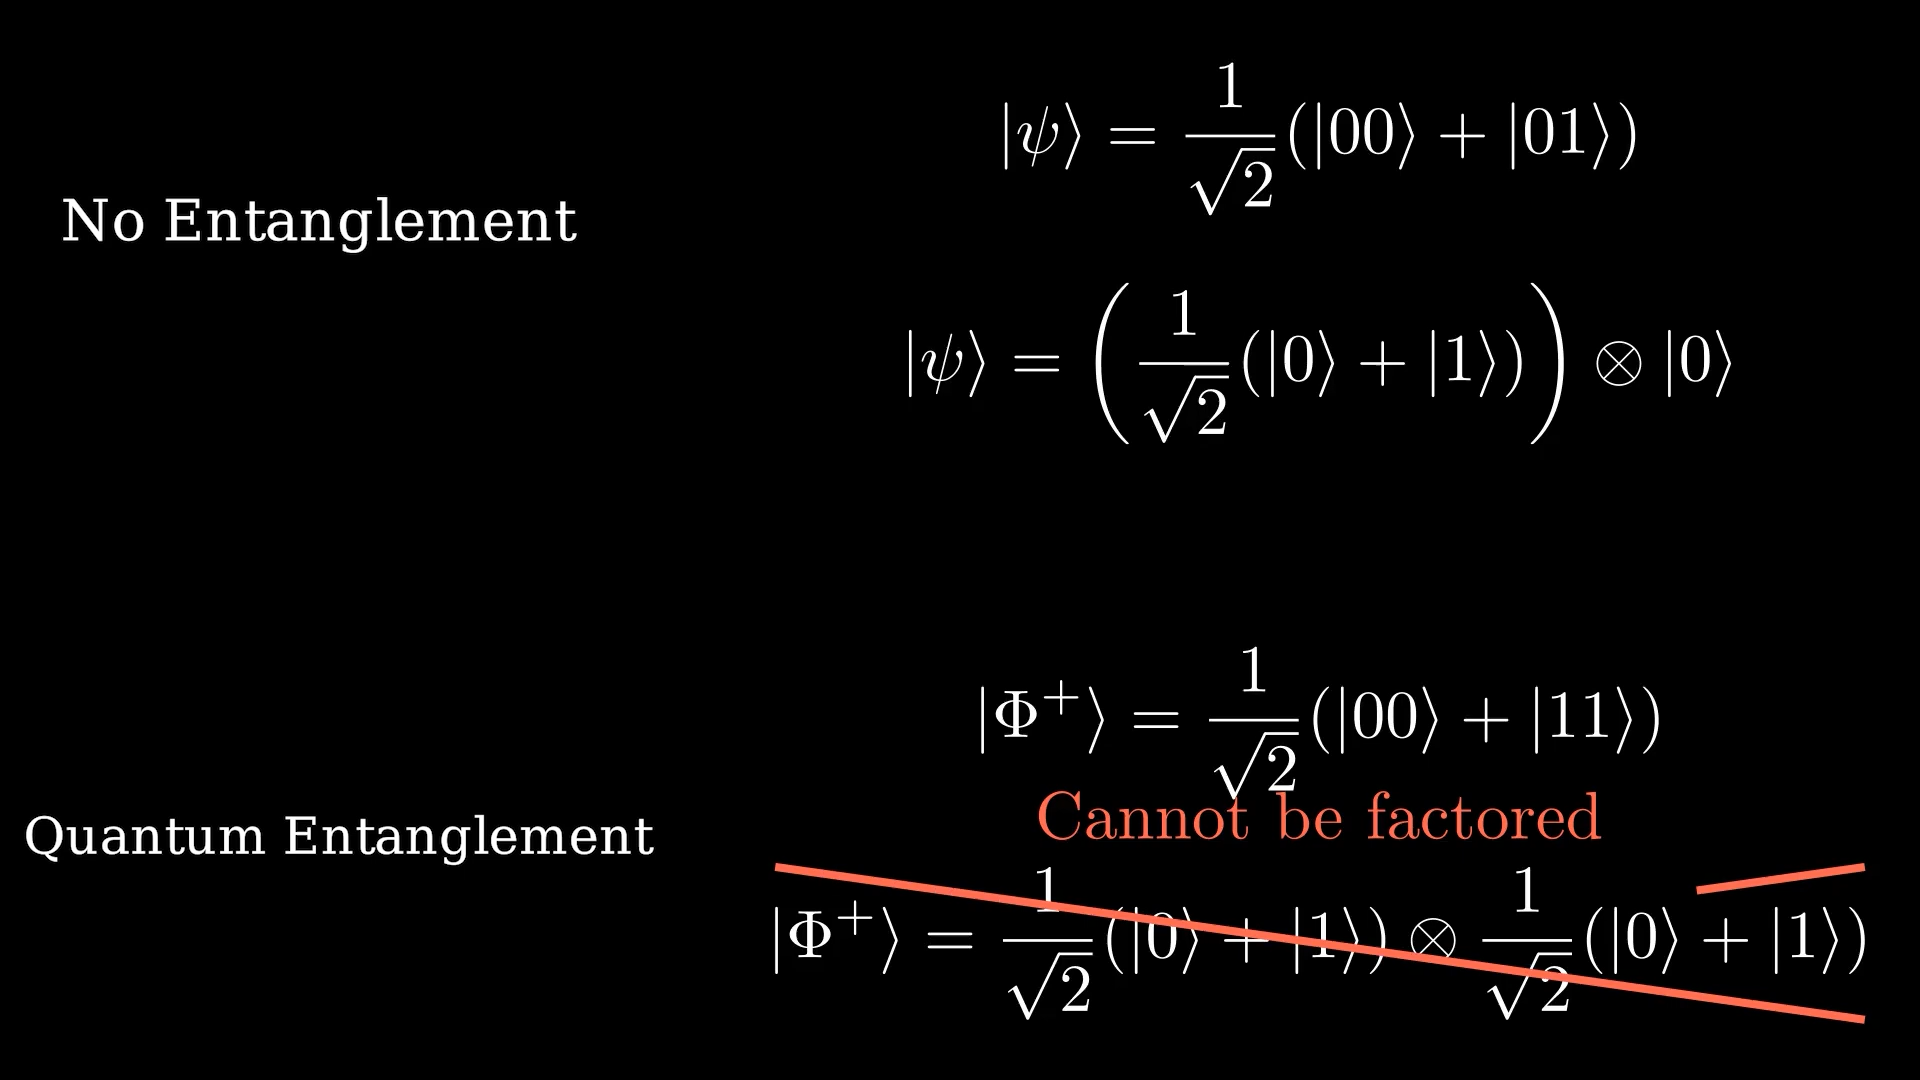 No Entanglement
|ψ⟩ = 1/√2 (|00⟩ + |01⟩)
|ψ⟩ = (1/√2 (|0⟩ + |1⟩)) ⊗ |0⟩
Quantum Entanglement
|Φ⁺⟩ = 1/√2 (|00⟩ + |11⟩)
Cannot be factored
|Φ⁺⟩ = 1/√2 (|0⟩ + |1⟩) ⊗ 1/√2 (|0⟩ + |1⟩)